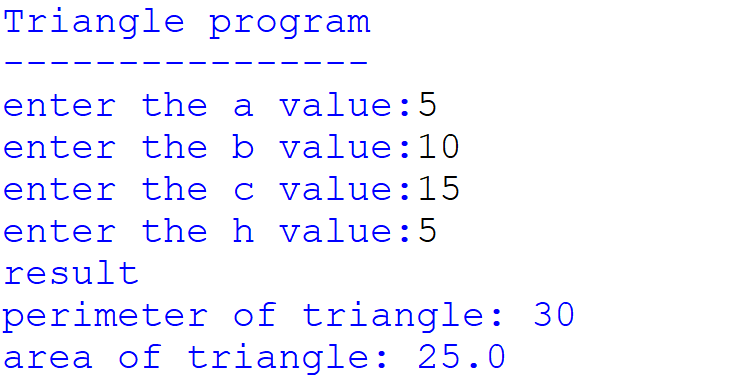 Triangle program
----------------
enter the a value:5
enter the b value:10
enter the c value:15
enter the h value:5
result
perimeter of triangle: 30
area of triangle: 25.0